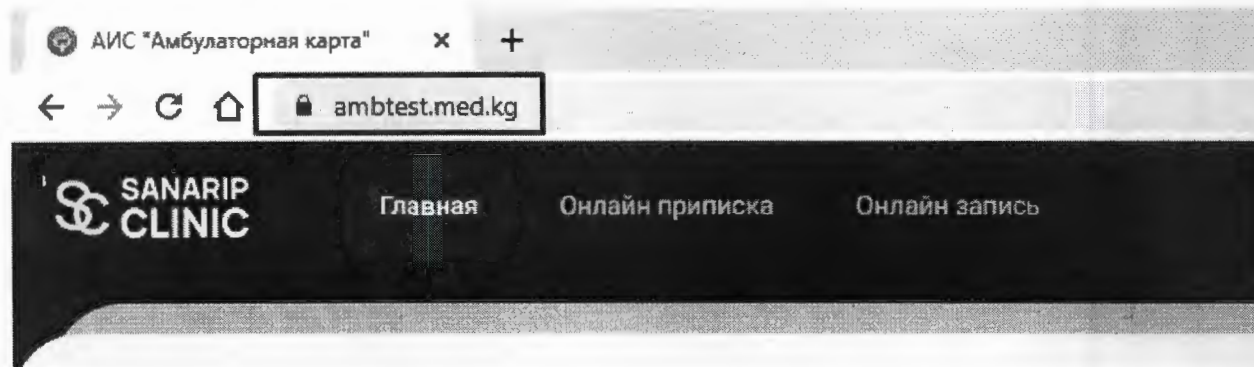 АИС "Амбулаторная карта"
ambtest.med.kg
SANARIP
CLINIC
Главная
Онлайн приписка
Онлайн запись